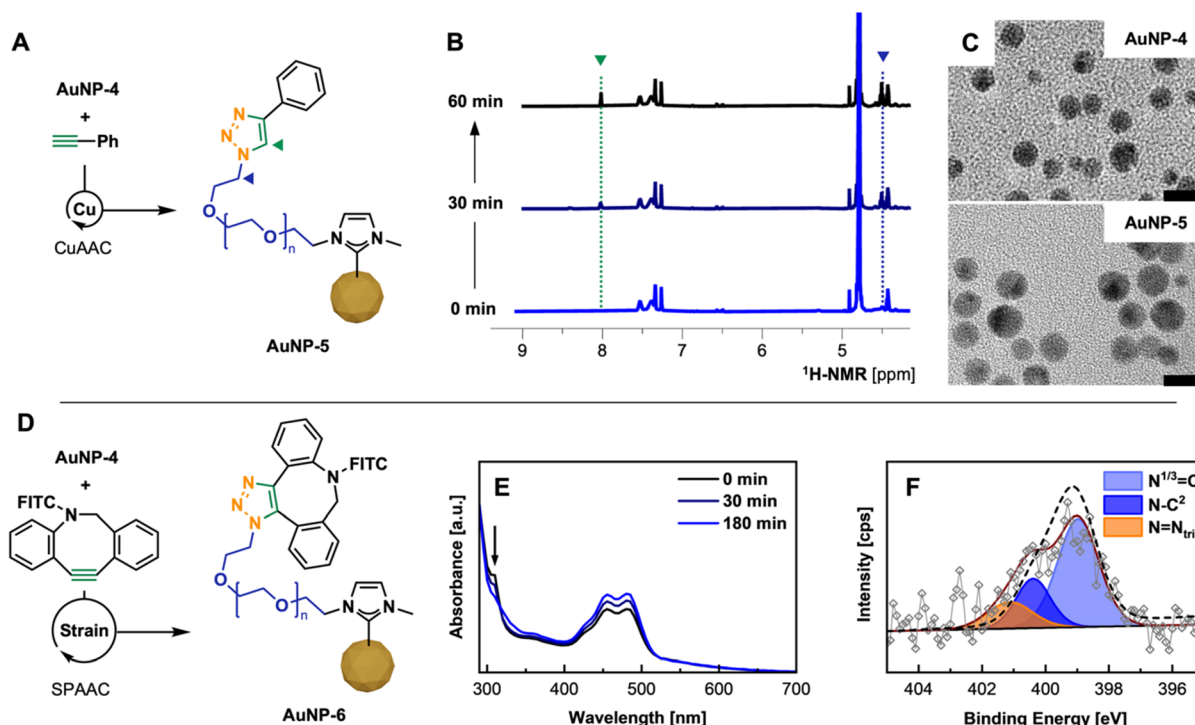 A
AuNP-4
+
Ph
Cu
CuAAC
N
N
N
O
O
n
N
N
AuNP-5
B
60 min
30 min
0 min
9
8
7
6
5
¹H-NMR [ppm]
C
AuNP-4
AuNP-5
D
AuNP-4
+
FITC
N
Strain
SPAAC
FITC
N
N
N
N
O
O
n
N
N
AuNP-6
E
0 min
30 min
180 min
Absorbance [a.u.]
300
400
500
600
700
Wavelength [nm]
F
N¹/³=C
N-C²
N=N tri
Intensity [cps]
404
402
400
398
396
Binding Energy [eV]